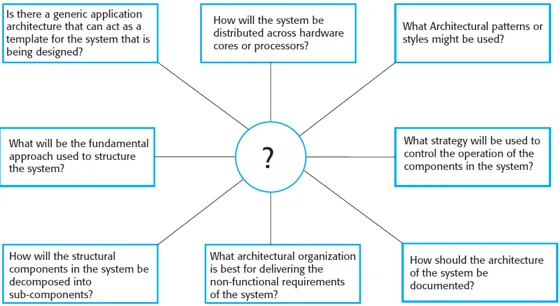 Is there a generic application
architecture that can act as a
template for the system that is
being designed?
How will the system be
distributed across hardware
cores or processors?
What Architectural patterns or
styles might be used?
What will be the fundamental
approach used to structure
the system?
?
What strategy will be used to
control the operation of the
components in the system?
How will the structural
components in the system be
decomposed into
sub-components?
What architectural organization
is best for delivering the
non-functional requirements
of the system?
How should the architecture
of the system be
documented?